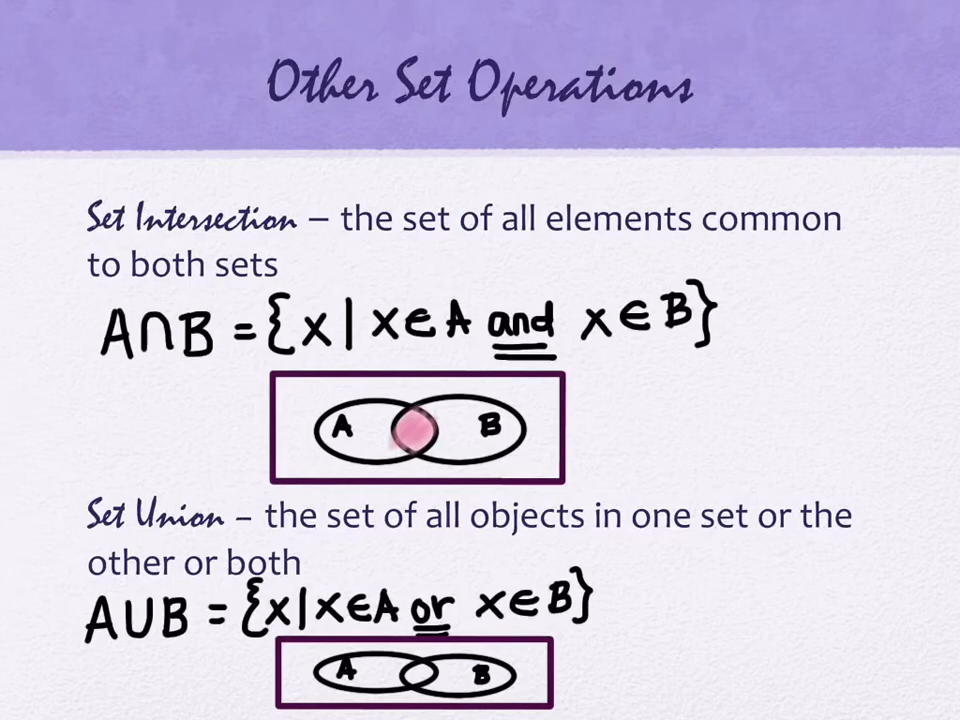 Other Set Operations
Set Intersection – the set of all elements common
to both sets
A∩B = {x | x∈A and x∈B}
A B
Set Union – the set of all objects in one set or the
other or both
A∪B = {x | x∈A or x∈B}
A B